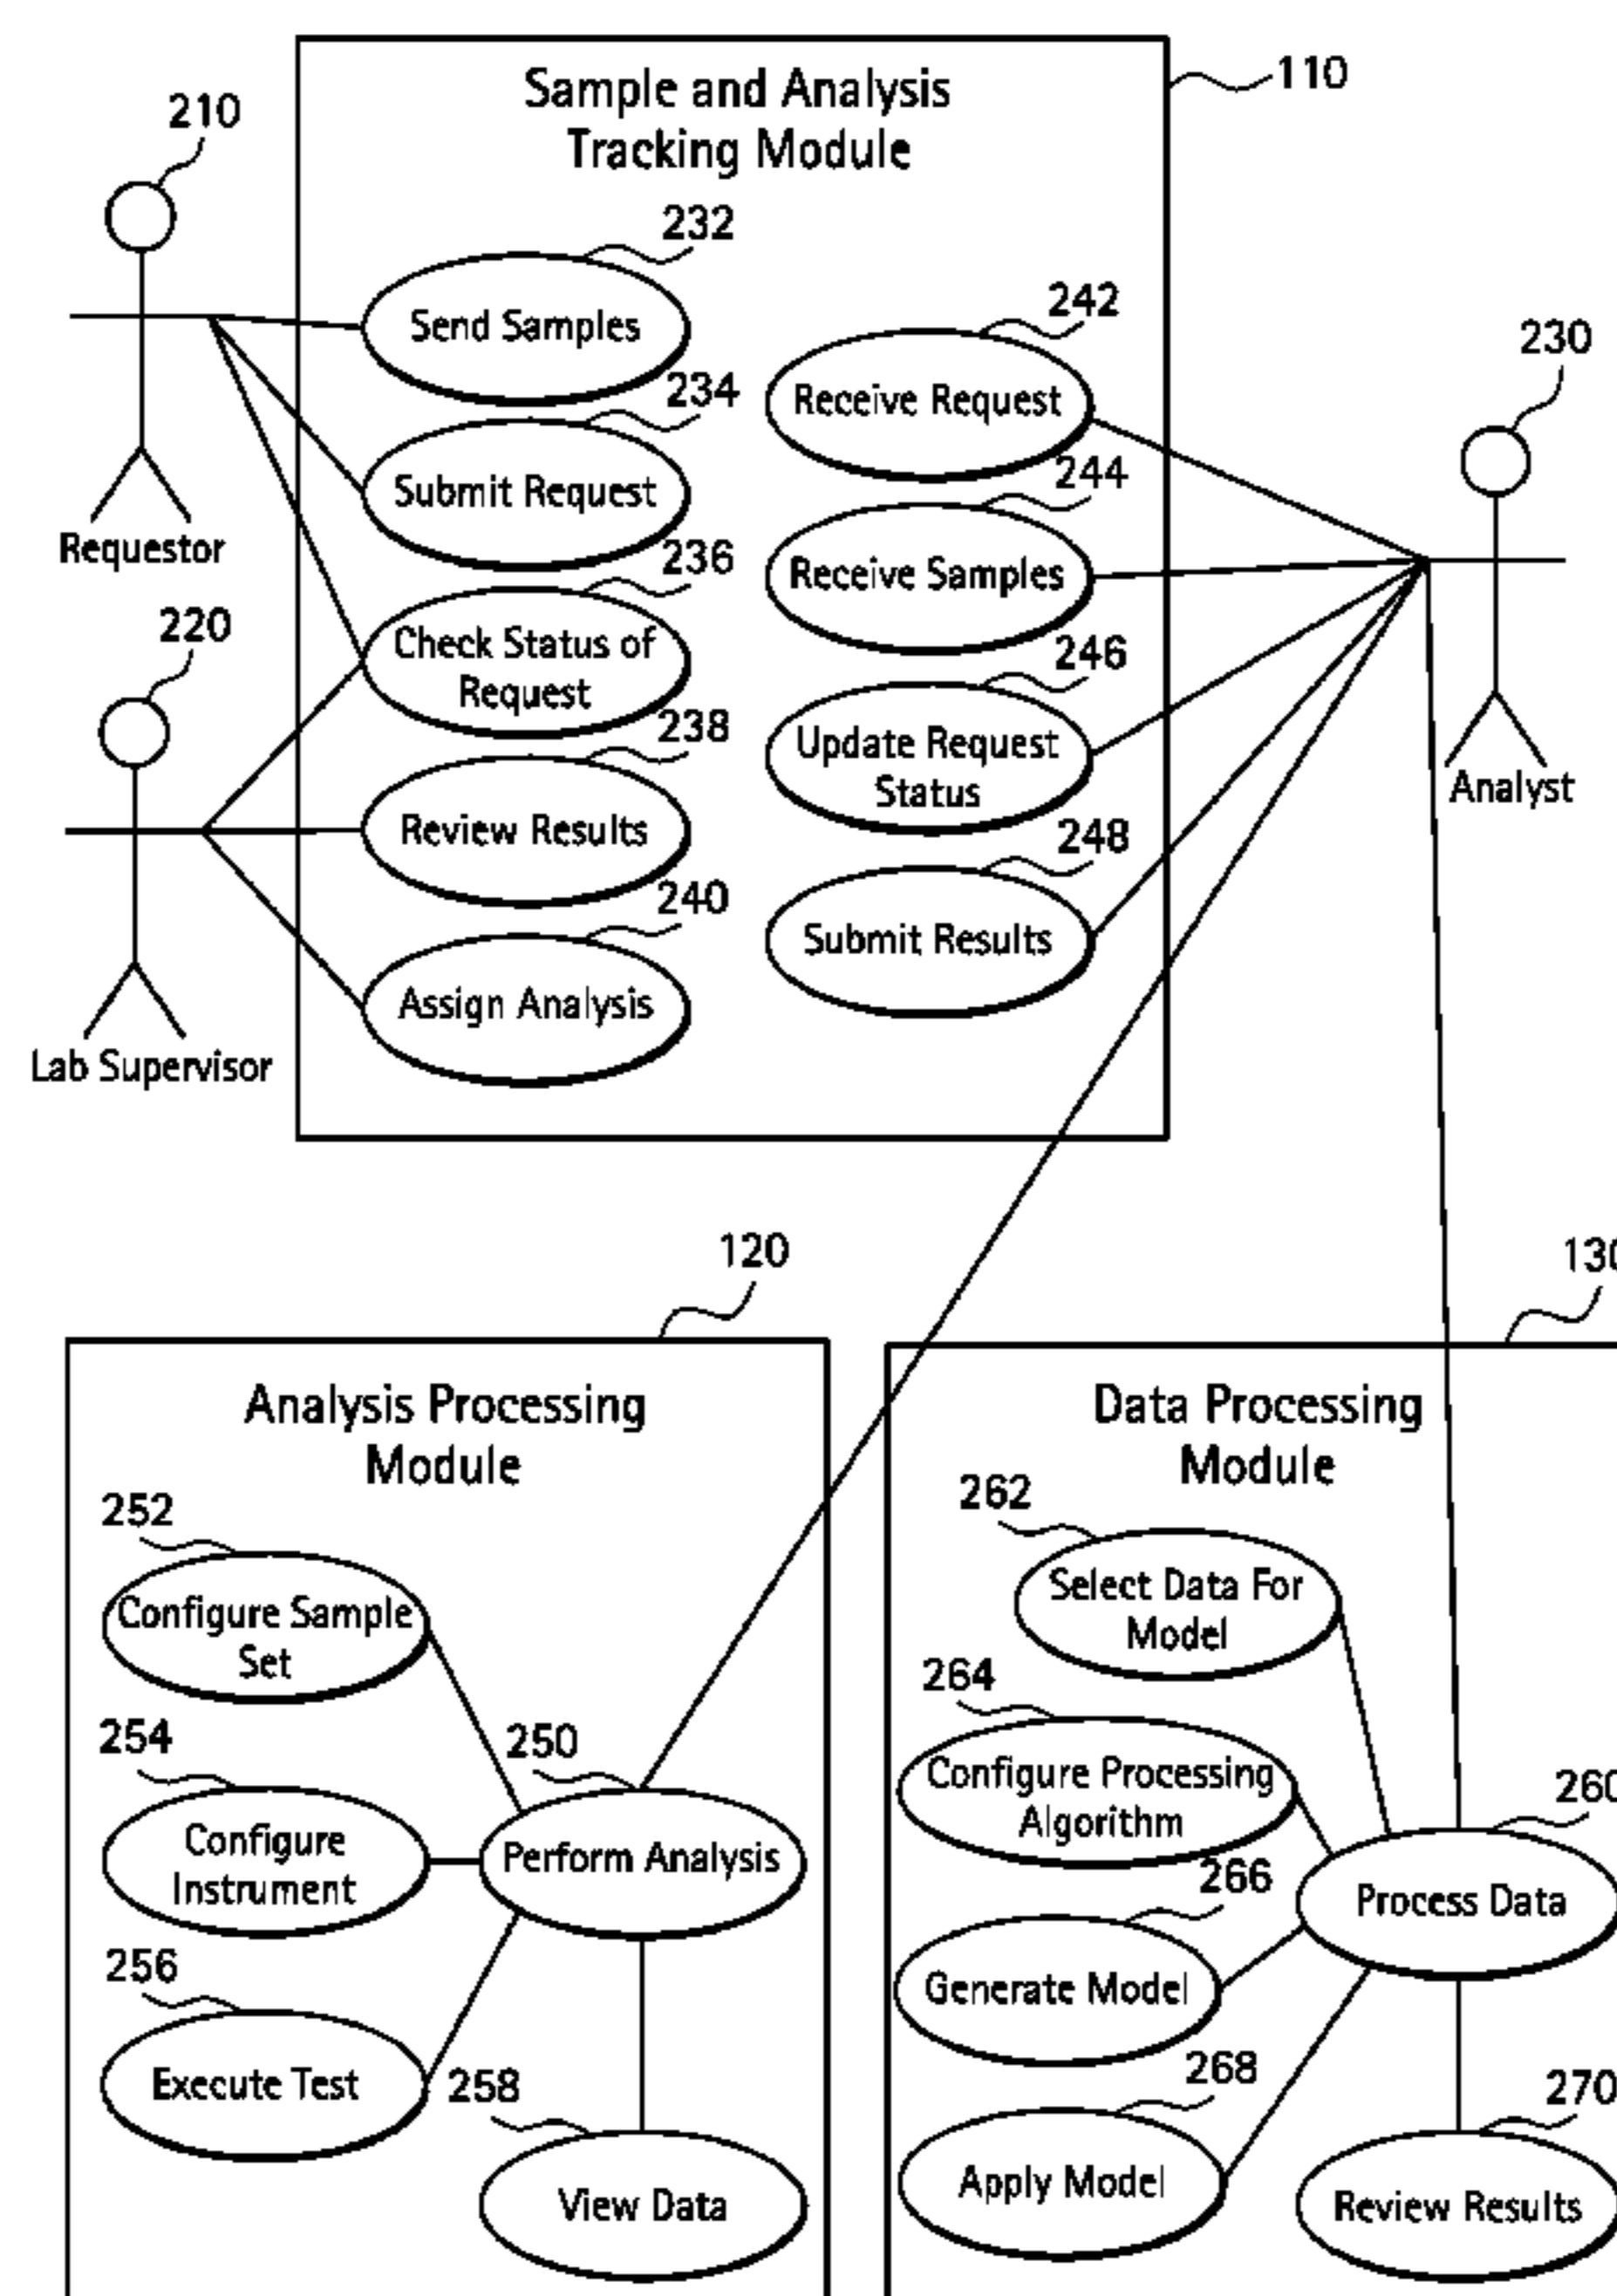 Sample and Analysis
Tracking Module
110
210
232
Send Samples
234
Submit Request
Requestor
236
Check Status of
Request
220
238
Review Results
240
Assign Analysis
Lab Supervisor
242
Receive Request
244
Receive Samples
246
Update Request
Status
248
Submit Results
230
Analyst
120
Analysis Processing
Module
252
Configure Sample
Set
254
Configure
Instrument
250
Perform Analysis
256
Execute Test
258
View Data
130
Data Processing
Module
262
Select Data For
Model
264
Configure Processing
Algorithm
260
Process Data
266
Generate Model
268
Apply Model
270
Review Results